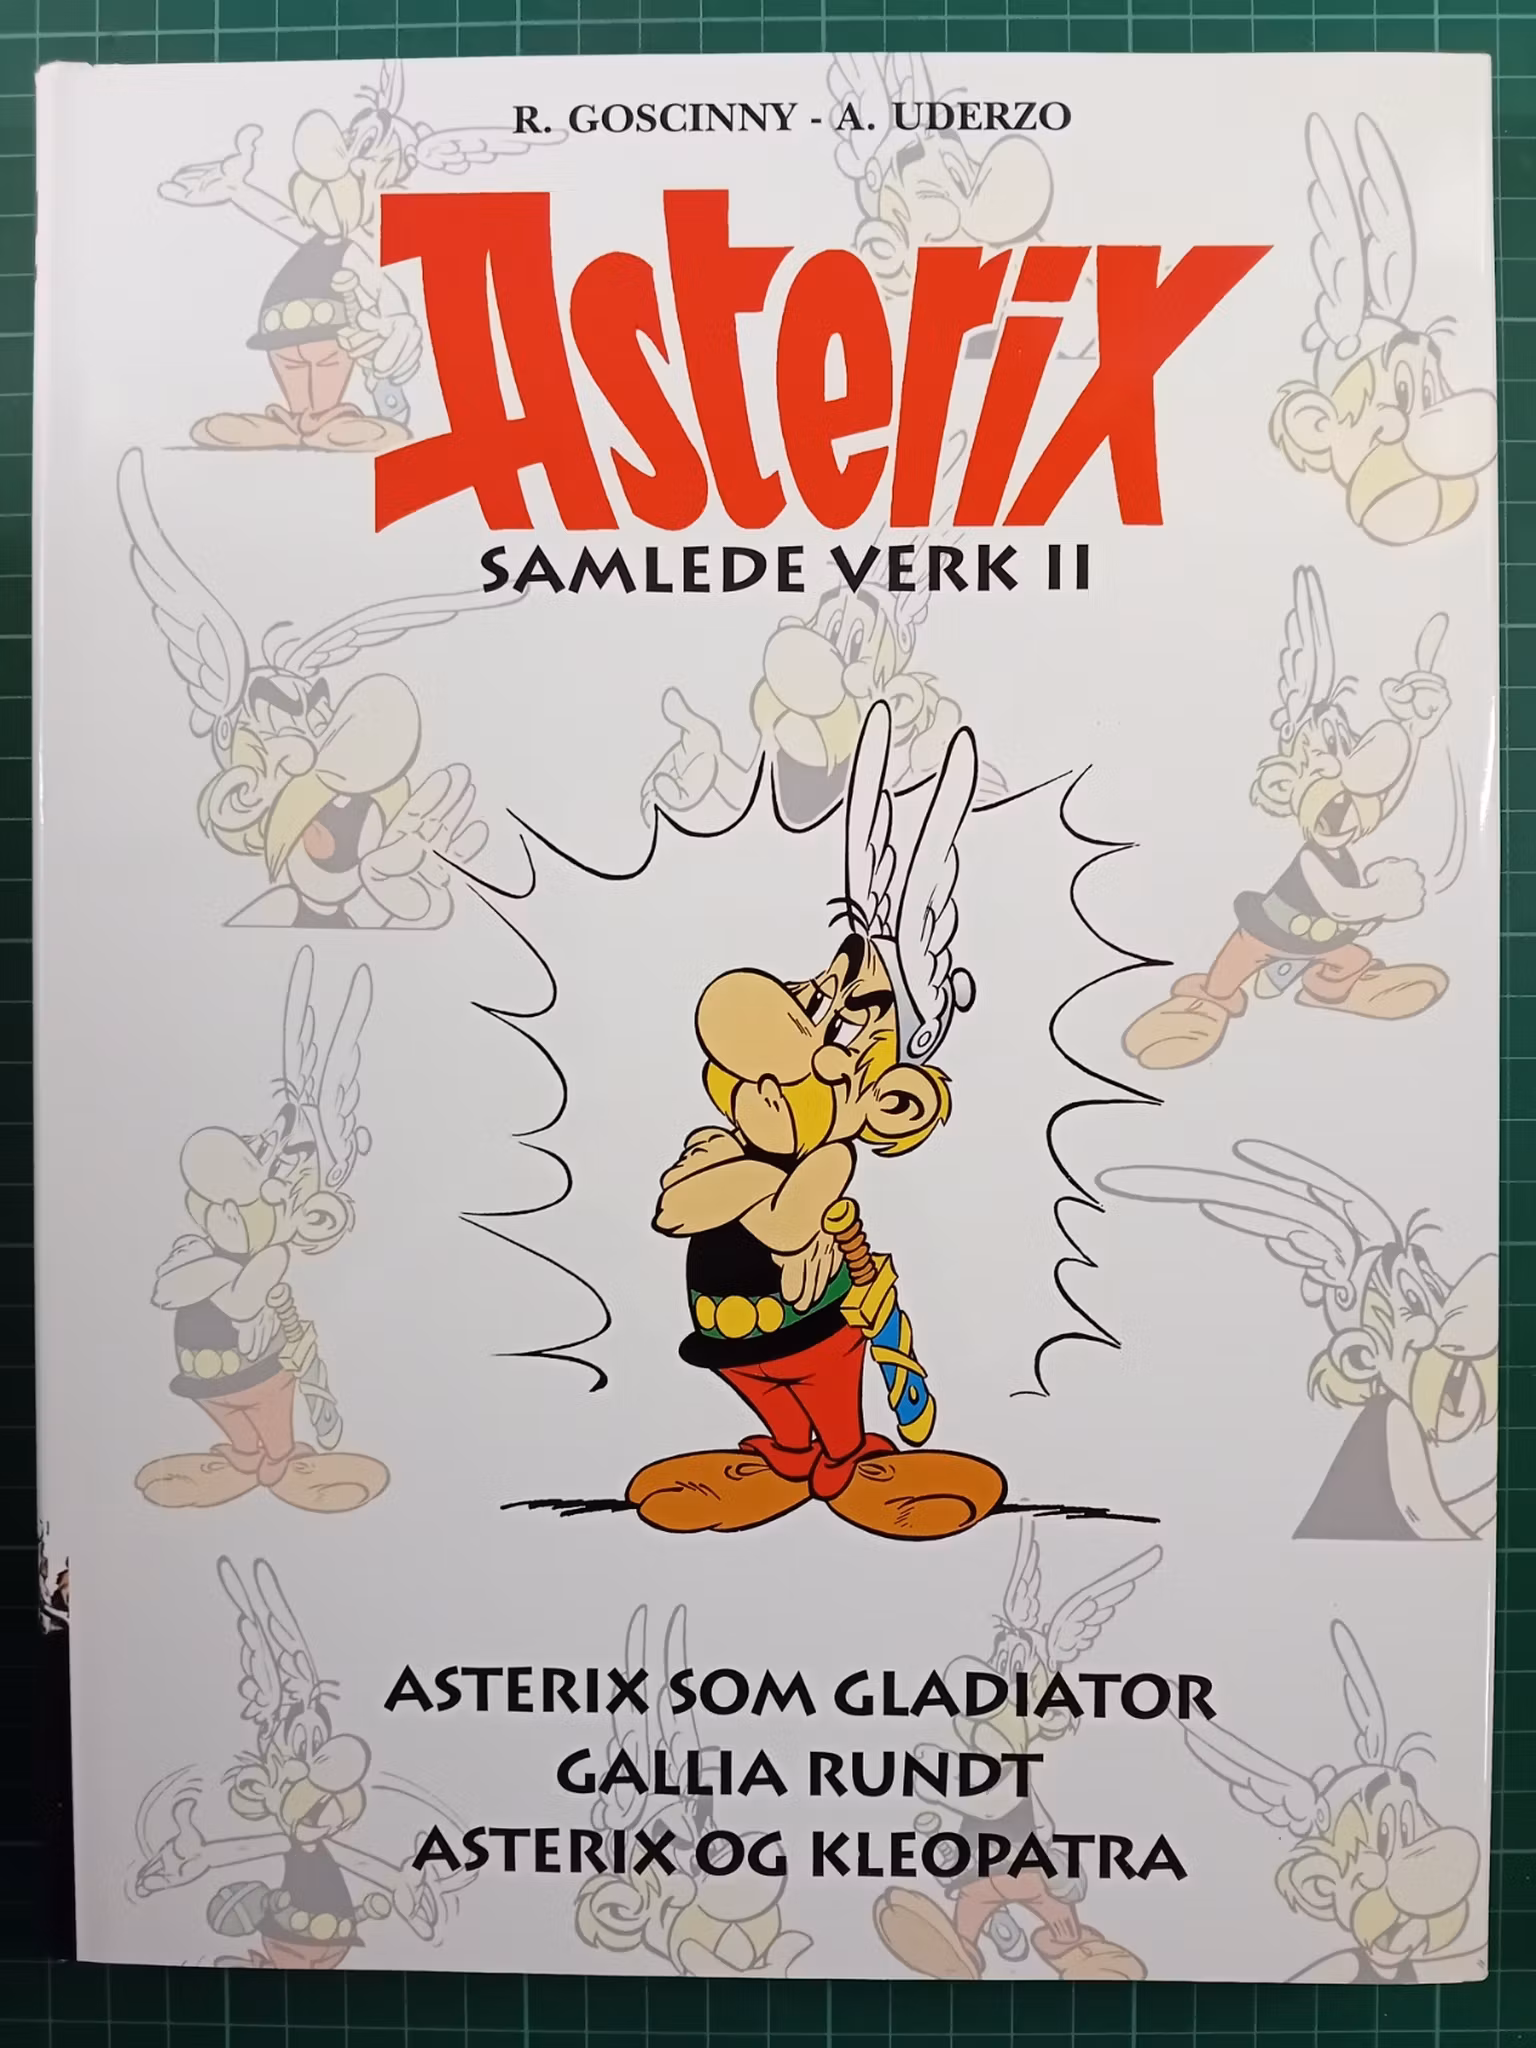 R. GOSCINNY - A. UDERZO
Asterix
SAMLEDE VERK II
ASTERIX SOM GLADIATOR
GALLIA RUNDT
ASTERIX OG KLEOPATRA